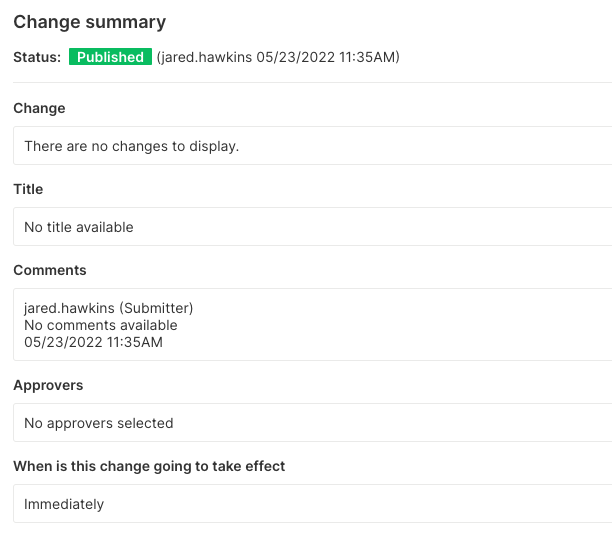 Change summary
Status: Published (jared.hawkins 05/23/2022 11:35AM)
Change
There are no changes to display.
Title
No title available
Comments
jared.hawkins (Submitter)
No comments available
05/23/2022 11:35AM
Approvers
No approvers selected
When is this change going to take effect
Immediately